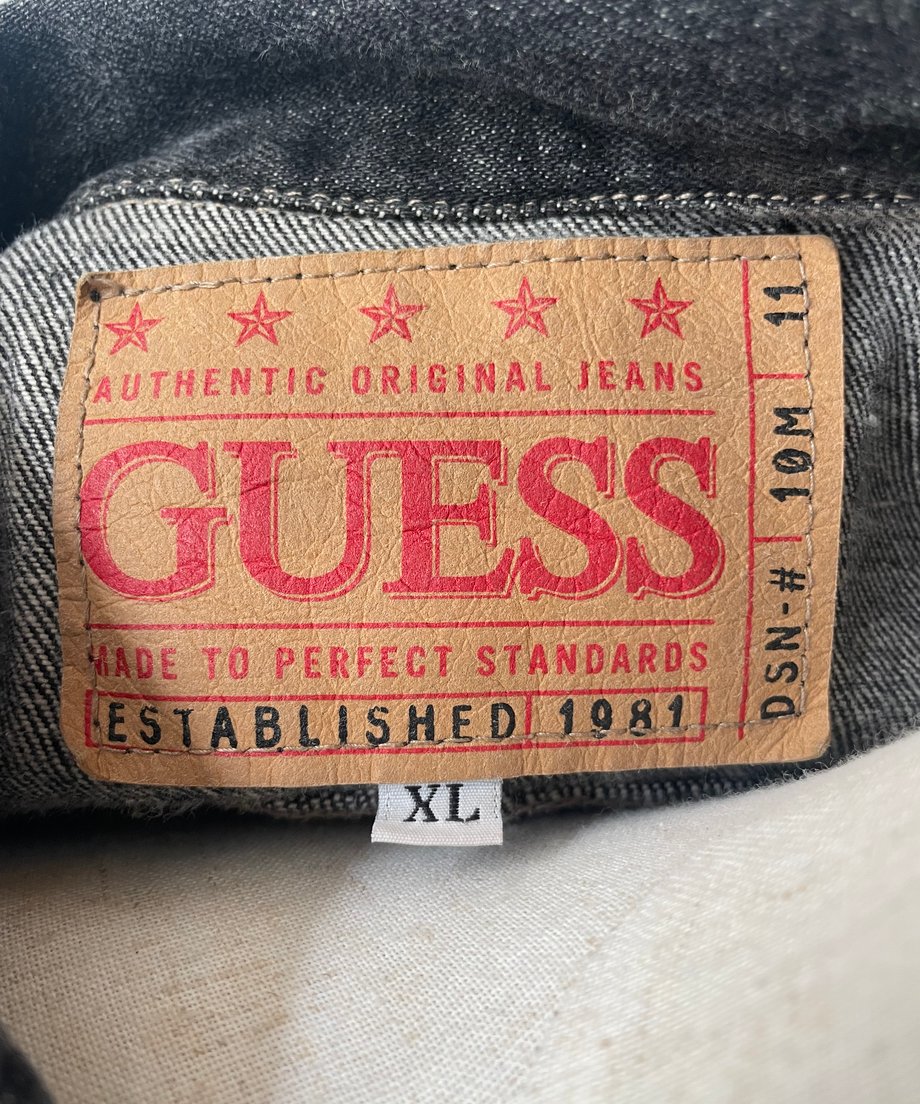 AUTHENTIC ORIGINAL JEANS
GUESS
MADE TO PERFECT STANDARDS
ESTABLISHED 1981
DSN-# 10M 11
XL